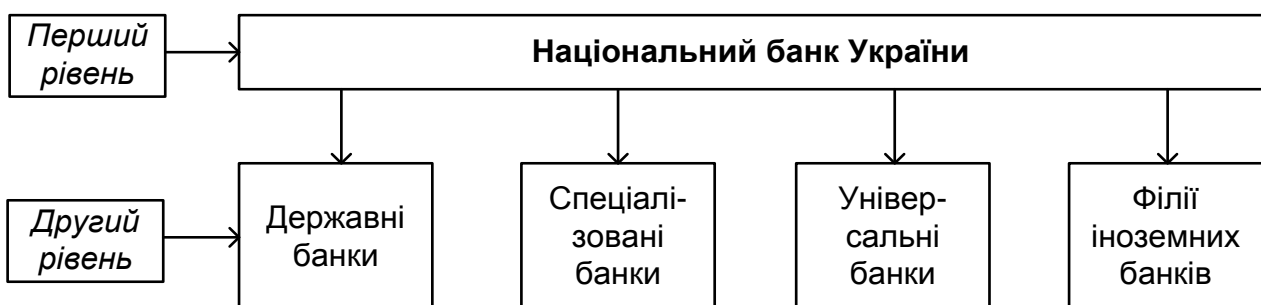 Перший
рівень
Національний банк України
Другий
рівень
Державні
банки
Спеціалі-
зовані
банки
Універ-
сальні
банки
Філії
іноземних
банків